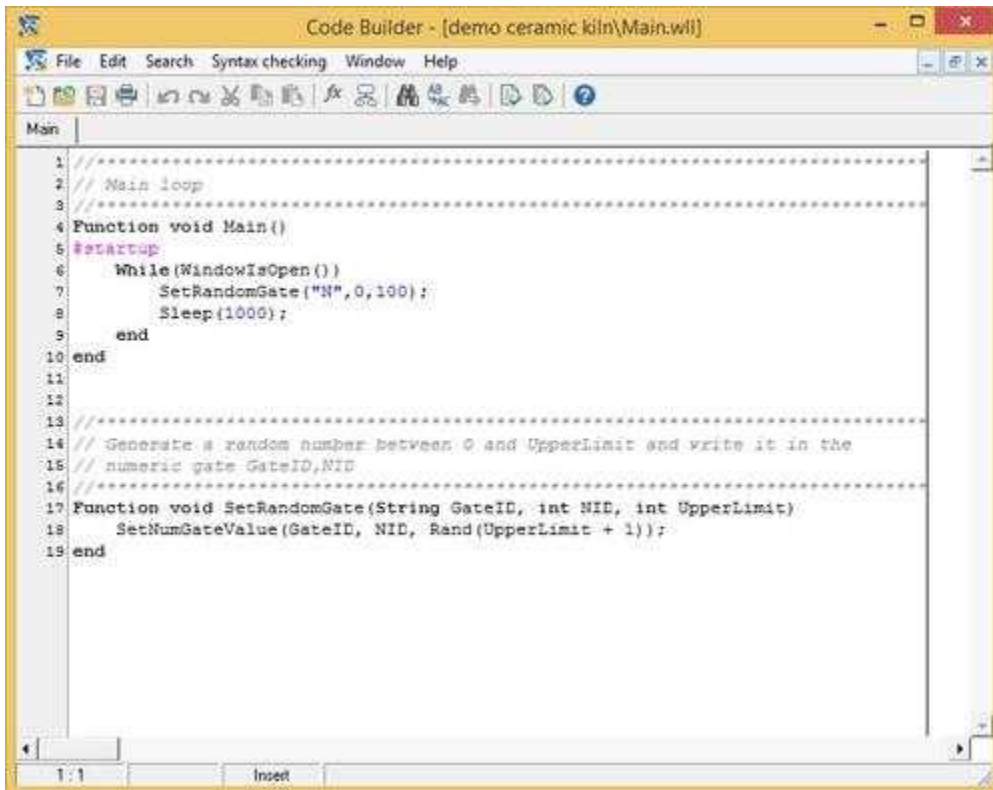 Code Builder - [demo ceramic kiln\Main.wll]
File Edit Search Syntax checking Window Help
Main
1 //******************************************************************************
2 // Main loop
3 //******************************************************************************
4 Function void Main()
5 #startup
6 While(WindowIsOpen())
7 SetRandomGate("N",0,100);
8 Sleep(1000);
9 end
10 end
11
12
13 //******************************************************************************
14 // Generate a random number between 0 and UpperLimit and write it in the
15 // numeric gate GateID,NID
16 //******************************************************************************
17 Function void SetRandomGate(String GateID, int NID, int UpperLimit)
18 SetNumGateValue(GateID, NID, Rand(UpperLimit + 1));
19 end
1:1 Insert